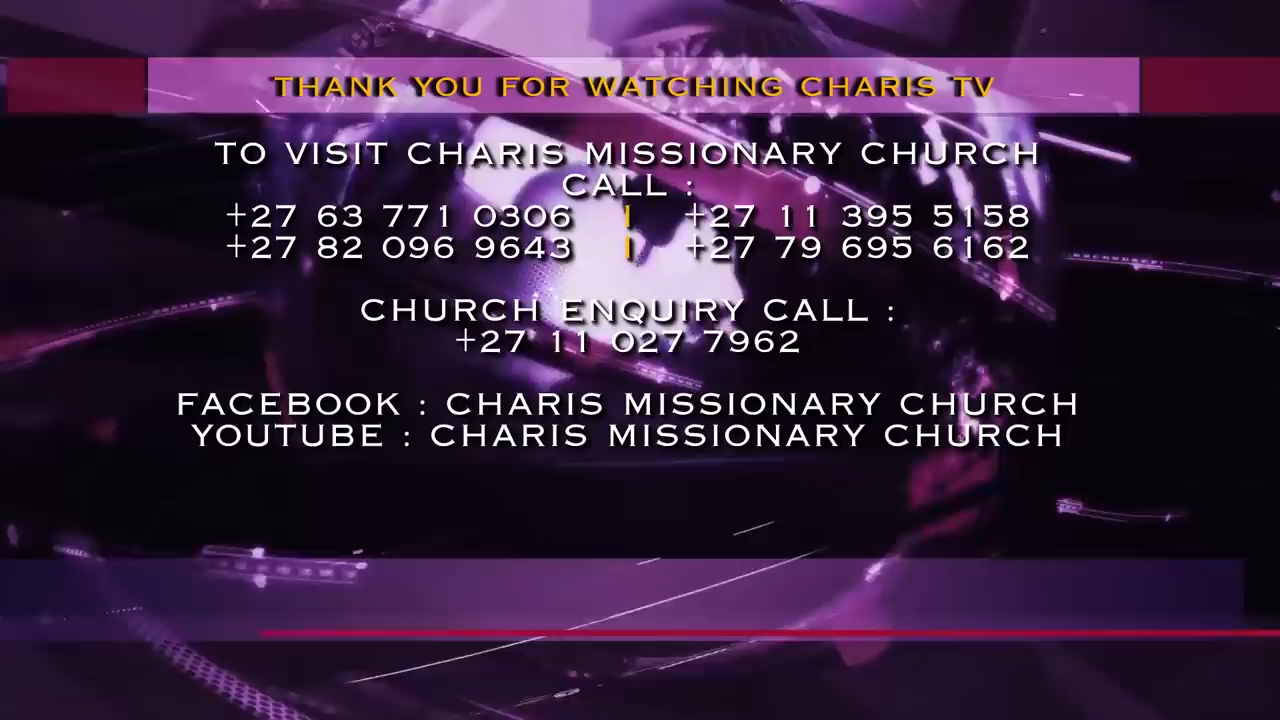 THANK YOU FOR WATCHING CHARIS TV
TO VISIT CHARIS MISSIONARY CHURCH
CALL :
+27 63 771 0306 | +27 11 395 5158
+27 82 096 9643 | +27 79 695 6162
CHURCH ENQUIRY CALL :
+27 11 027 7962
FACEBOOK : CHARIS MISSIONARY CHURCH
YOUTUBE : CHARIS MISSIONARY CHURCH